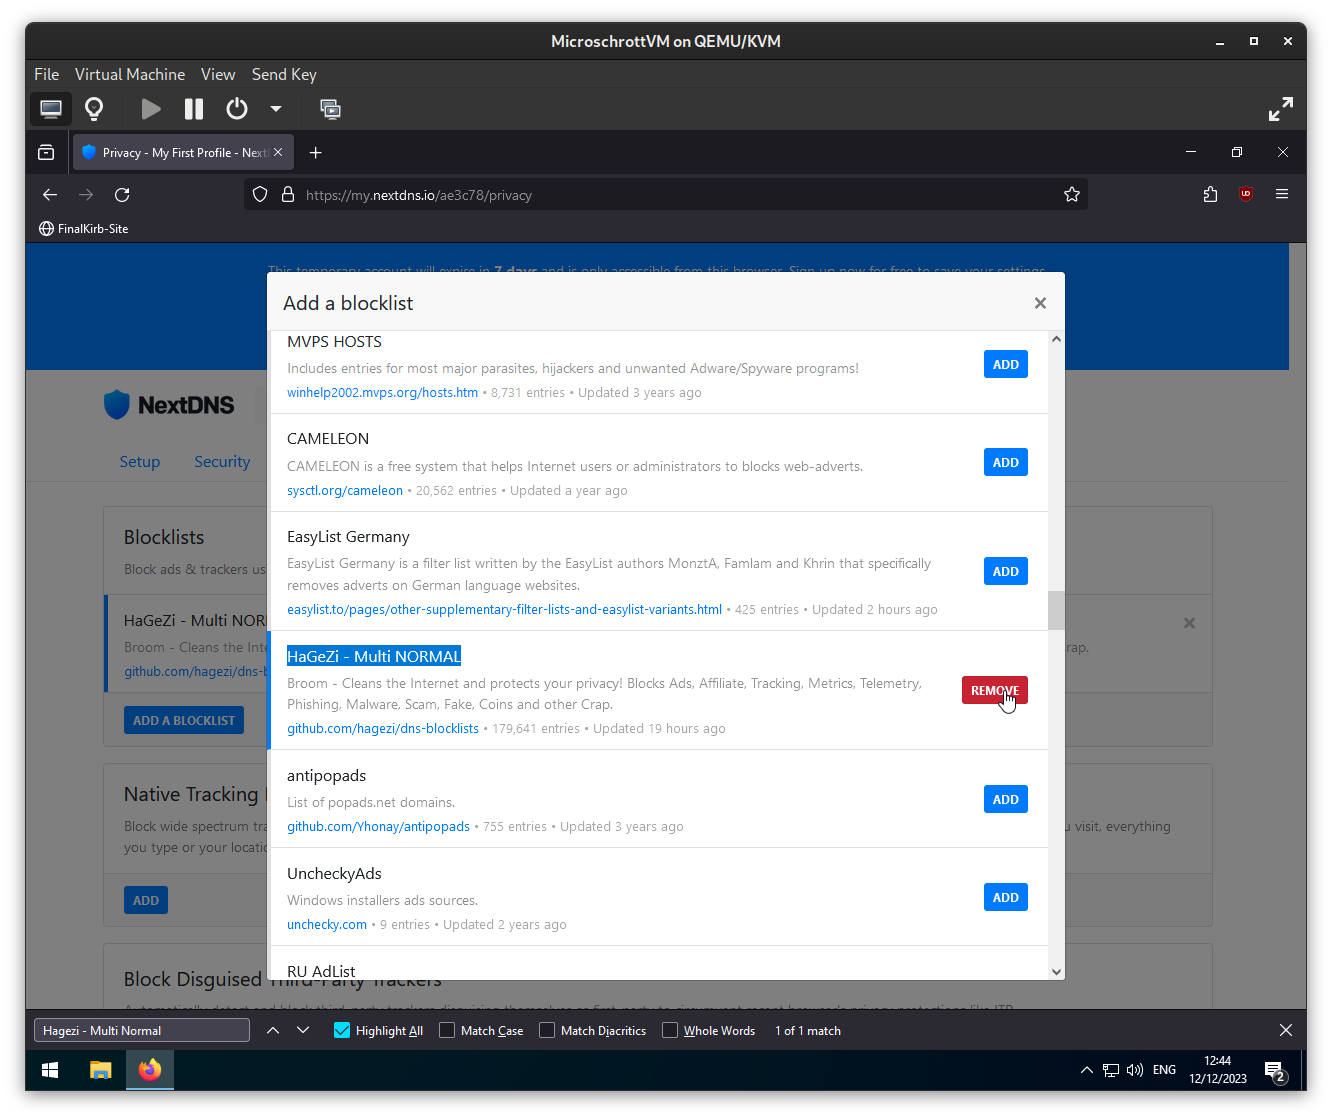 MicroschrottVM on QEMU/KVM
File Virtual Machine View Send Key
Privacy - My First Profile - Next
https://my.nextdns.io/ae3c78/privacy
FinalKirb-Site
This temporary account will expire in 7 days and is only accessible from this browser. Sign up now for free to save your settings.
Add a blocklist
MVPS HOSTS
Includes entries for most major parasites, hijackers and unwanted Adware/Spyware programs!
winhelp2002.mvps.org/hosts.htm • 8,731 entries • Updated 3 years ago
ADD
CAMELEON
CAMELEON is a free system that helps Internet users or administrators to blocks web-adverts.
sysctl.org/cameleon • 20,562 entries • Updated a year ago
ADD
EasyList Germany
EasyList Germany is a filter list written by the EasyList authors MonztA, Famlam and Khrin that specifically
removes adverts on German language websites.
easylist.to/pages/other-supplementary-filter-lists-and-easylist-variants.html • 425 entries • Updated 2 hours ago
ADD
HaGeZi - Multi NORMAL
Broom - Cleans the Internet and protects your privacy! Blocks Ads, Affiliate, Tracking, Metrics, Telemetry,
Phishing, Malware, Scam, Fake, Coins and other Crap.
github.com/hagezi/dns-blocklists • 179,641 entries • Updated 19 hours ago
REMOVE
antipopads
List of popads.net domains.
github.com/Yhonay/antipopads • 755 entries • Updated 3 years ago
ADD
UncheckyAds
Windows installers ads sources.
unchecky.com • 9 entries • Updated 2 years ago
ADD
RU AdList
NextDNS
Setup Security
Blocklists
Block ads & trackers us
HaGeZi - Multi NOR
Broom - Cleans the Inte
rap.
github.com/hagezi/dns-b
ADD A BLOCKLIST
Native Tracking
Block wide spectrum tra
u visit, everything
you type or your locatio
ADD
Block Disguised Third-Party Trackers
Hagezi - Multi Normal
Highlight All Match Case Match Diacritics Whole Words 1 of 1 match
ENG
12:44
12/12/2023
2